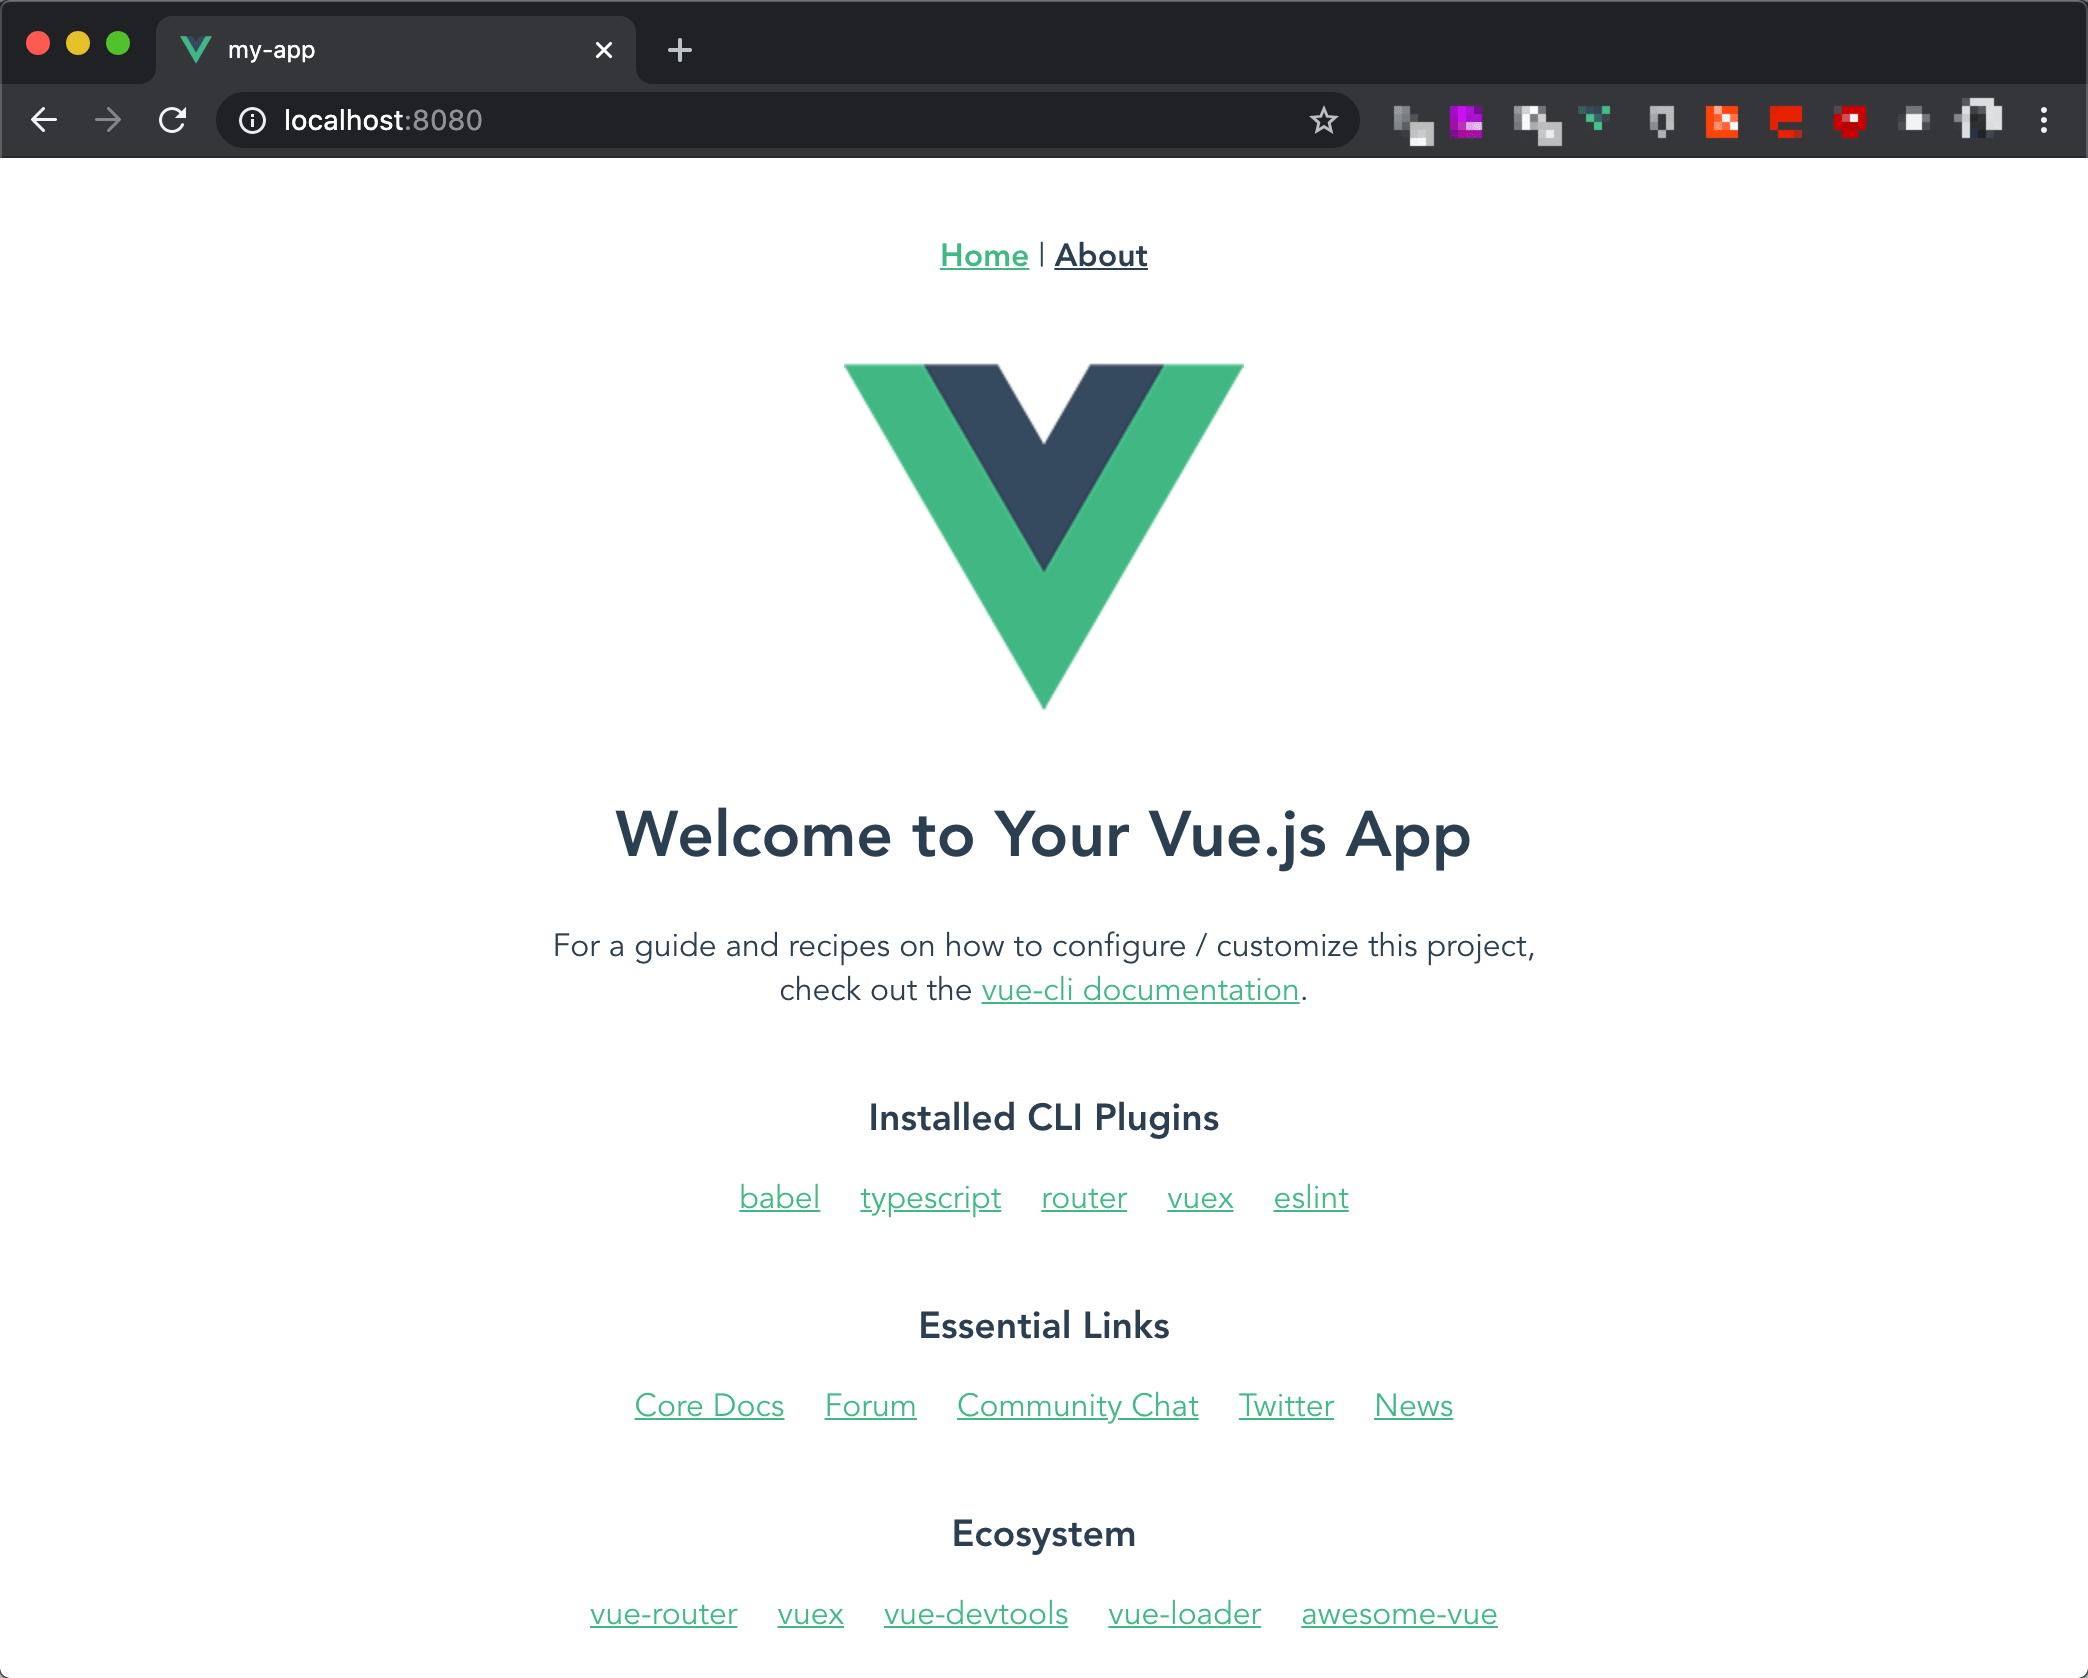 my-app
localhost:8080
Home | About
Welcome to Your Vue.js App
For a guide and recipes on how to configure / customize this project,
check out the vue-cli documentation.
Installed CLI Plugins
babel typescript router vuex eslint
Essential Links
Core Docs Forum Community Chat Twitter News
Ecosystem
vue-router vuex vue-devtools vue-loader awesome-vue